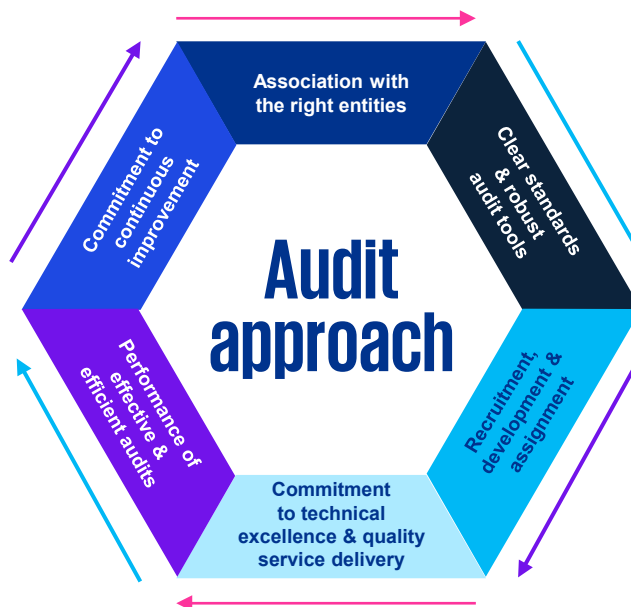 Association with
the right entities
Clear standards
& robust
audit tools
Recruitment,
development &
assignment
Commitment
to technical
excellence & quality
service delivery
Performance of
effective &
efficient audits
Commitment to
continuous
improvement
Audit
approach